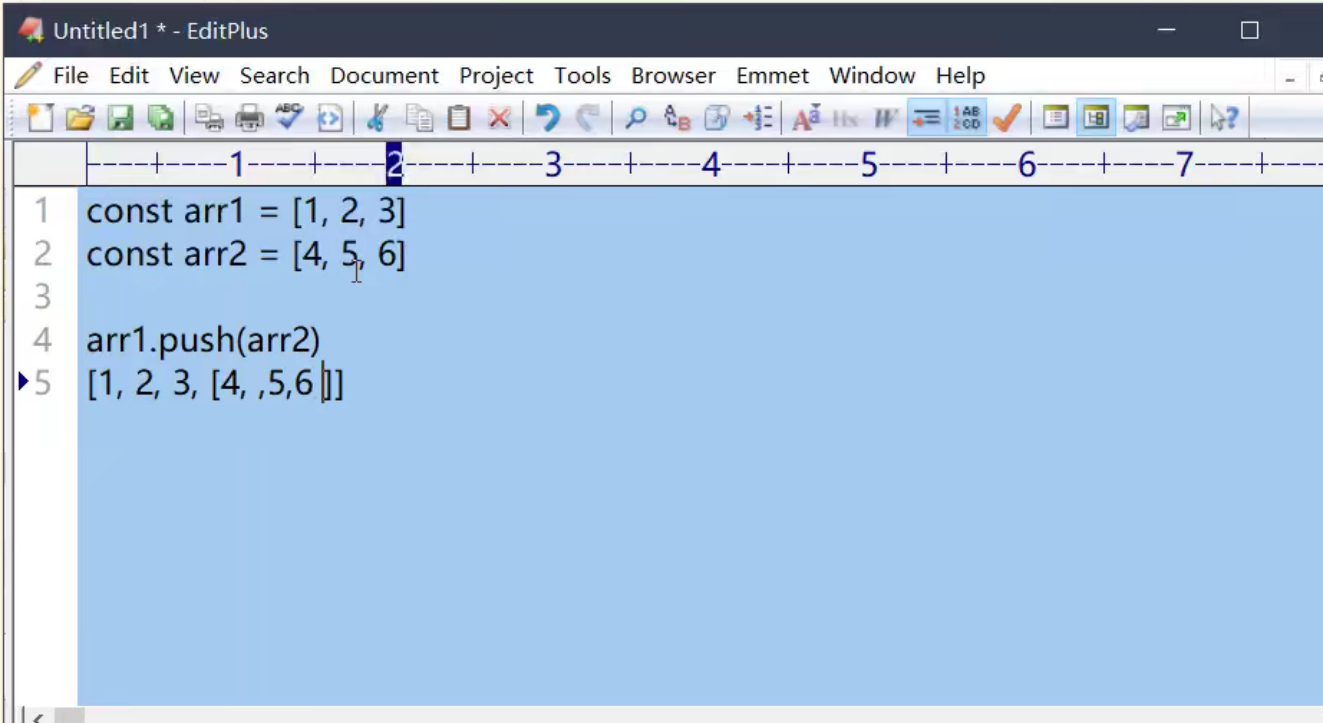 Untitled1 * - EditPlus
File Edit View Search Document Project Tools Browser Emmet Window Help
|----+----1----+----2----+----3----+----4----+----5----+----6----+----7----+---
1 const arr1 = [1, 2, 3]
2 const arr2 = [4, 5, 6]
3
4 arr1.push(arr2)
5 [1, 2, 3, [4, ,5,6 ]]